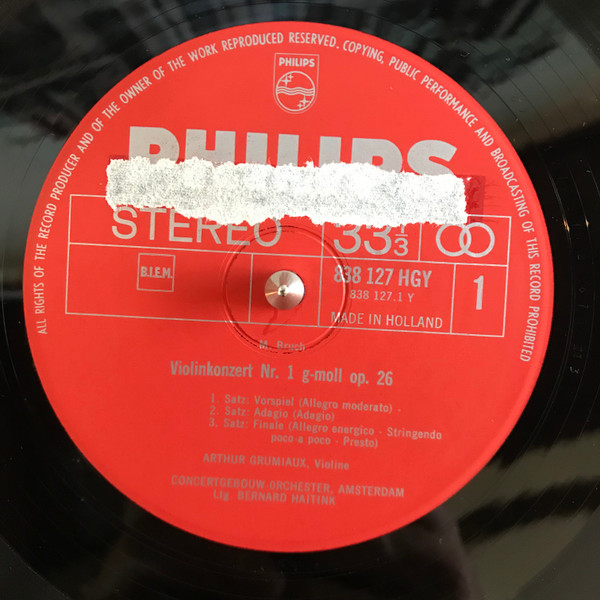 ALL RIGHTS OF THE RECORD PRODUCER AND OF THE OWNER OF THE WORK REPRODUCED RESERVED. COPYING, PUBLIC PERFORMANCE AND BROADCASTING OF THIS RECORD PROHIBITED
PHILIPS
PHILIPS
STEREO
33 1/3
B.I.E.M.
838 127 HGY
838 127.1 Y
MADE IN HOLLAND
1
M. Bruch
Violinkonzert Nr. 1 g-moll op. 26
1 Satz: Vorspiel (Allegro moderato) -
2. Satz: Adagio (Adagio)
3. Satz: Finale (Allegro energico - Stringendo
poco a poco - Presto)
ARTHUR GRUMIAUX, Violine
CONCERTGEBOUW-ORCHESTER, AMSTERDAM
Ltg. BERNARD HAITINK